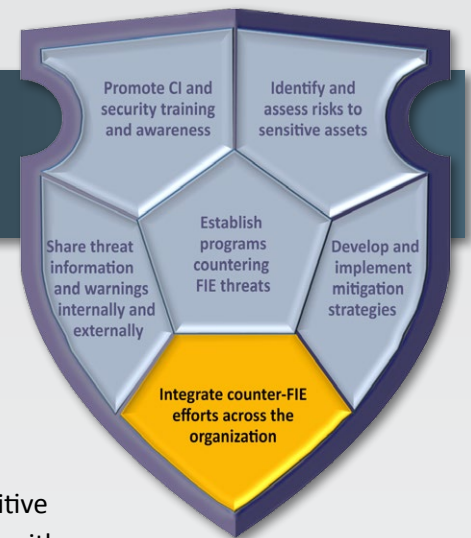 Promote CI and
security training
and awareness
Identify and
assess risks to
sensitive assets
Share threat
information
and warnings
internally and
externally
Establish
programs
countering
FIE threats
Develop and
implement
mitigation
strategies
Integrate counter-FIE
efforts across the
organization